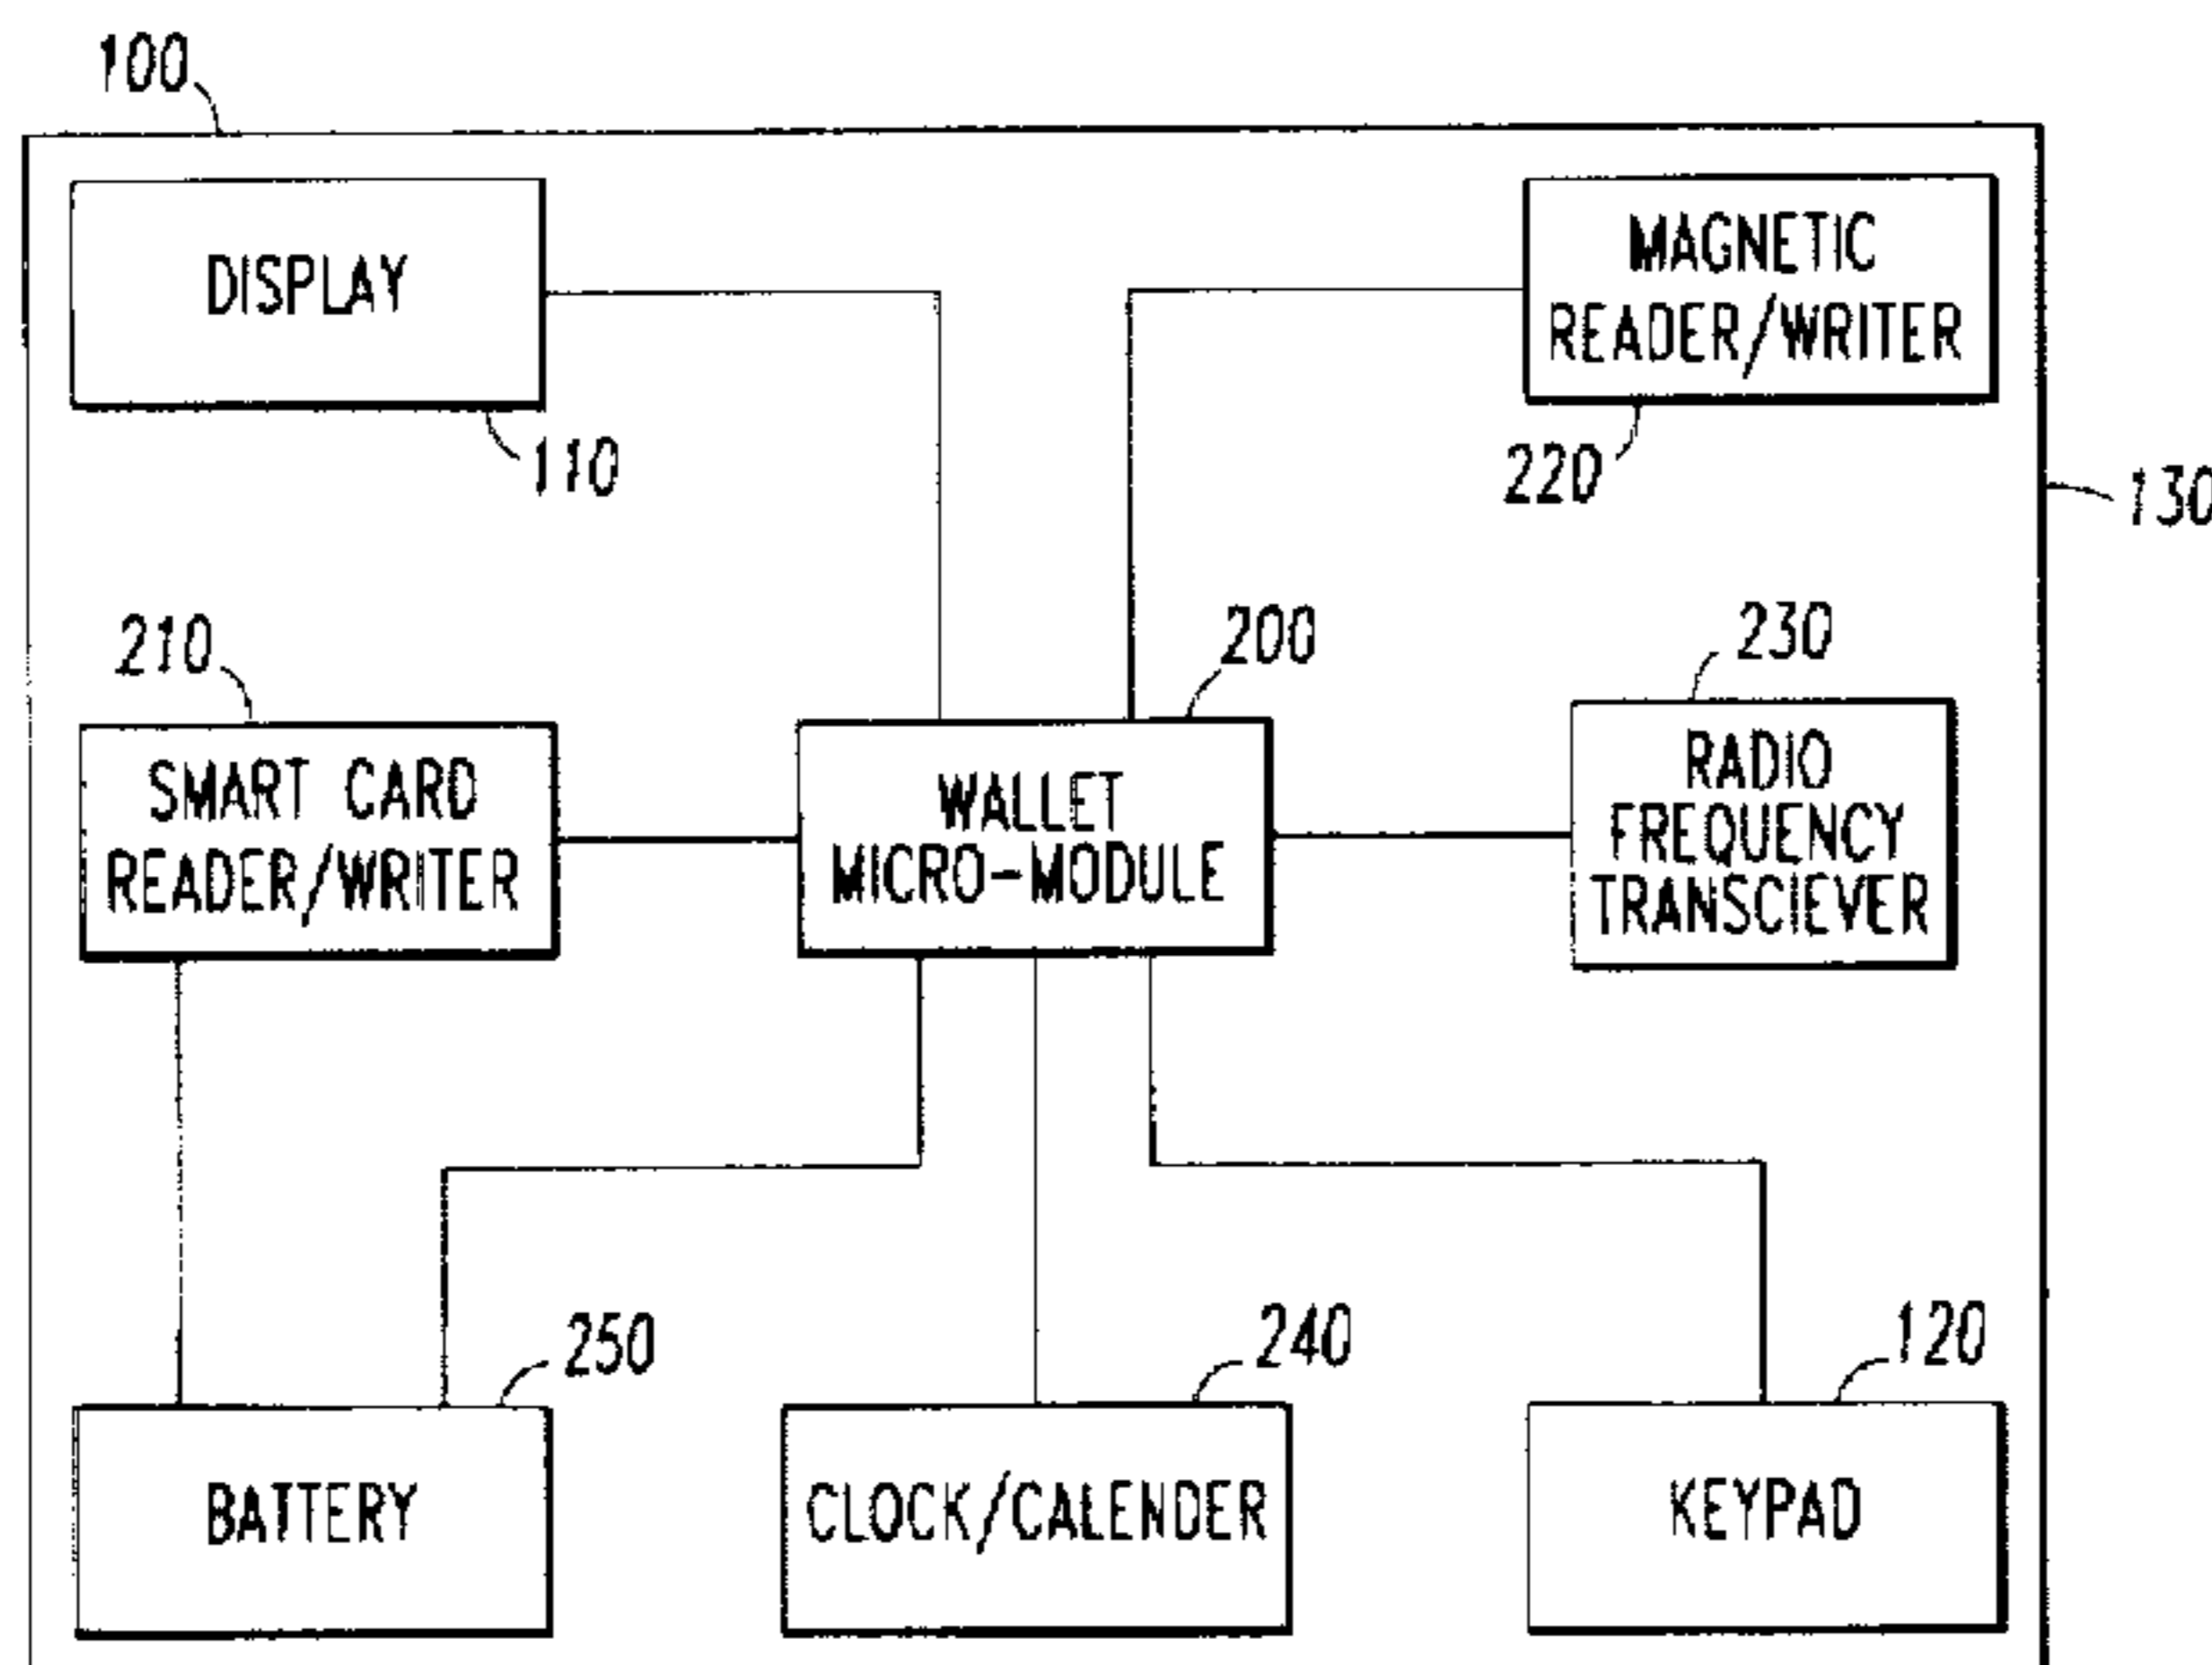 100
DISPLAY
110
MAGNETIC
READER/WRITER
220
130
210
SMART CARD
READER/WRITER
200
WALLET
MICRO-MODULE
230
RADIO
FREQUENCY
TRANSCIEVER
250
BATTERY
240
CLOCK/CALENDER
120
KEYPAD